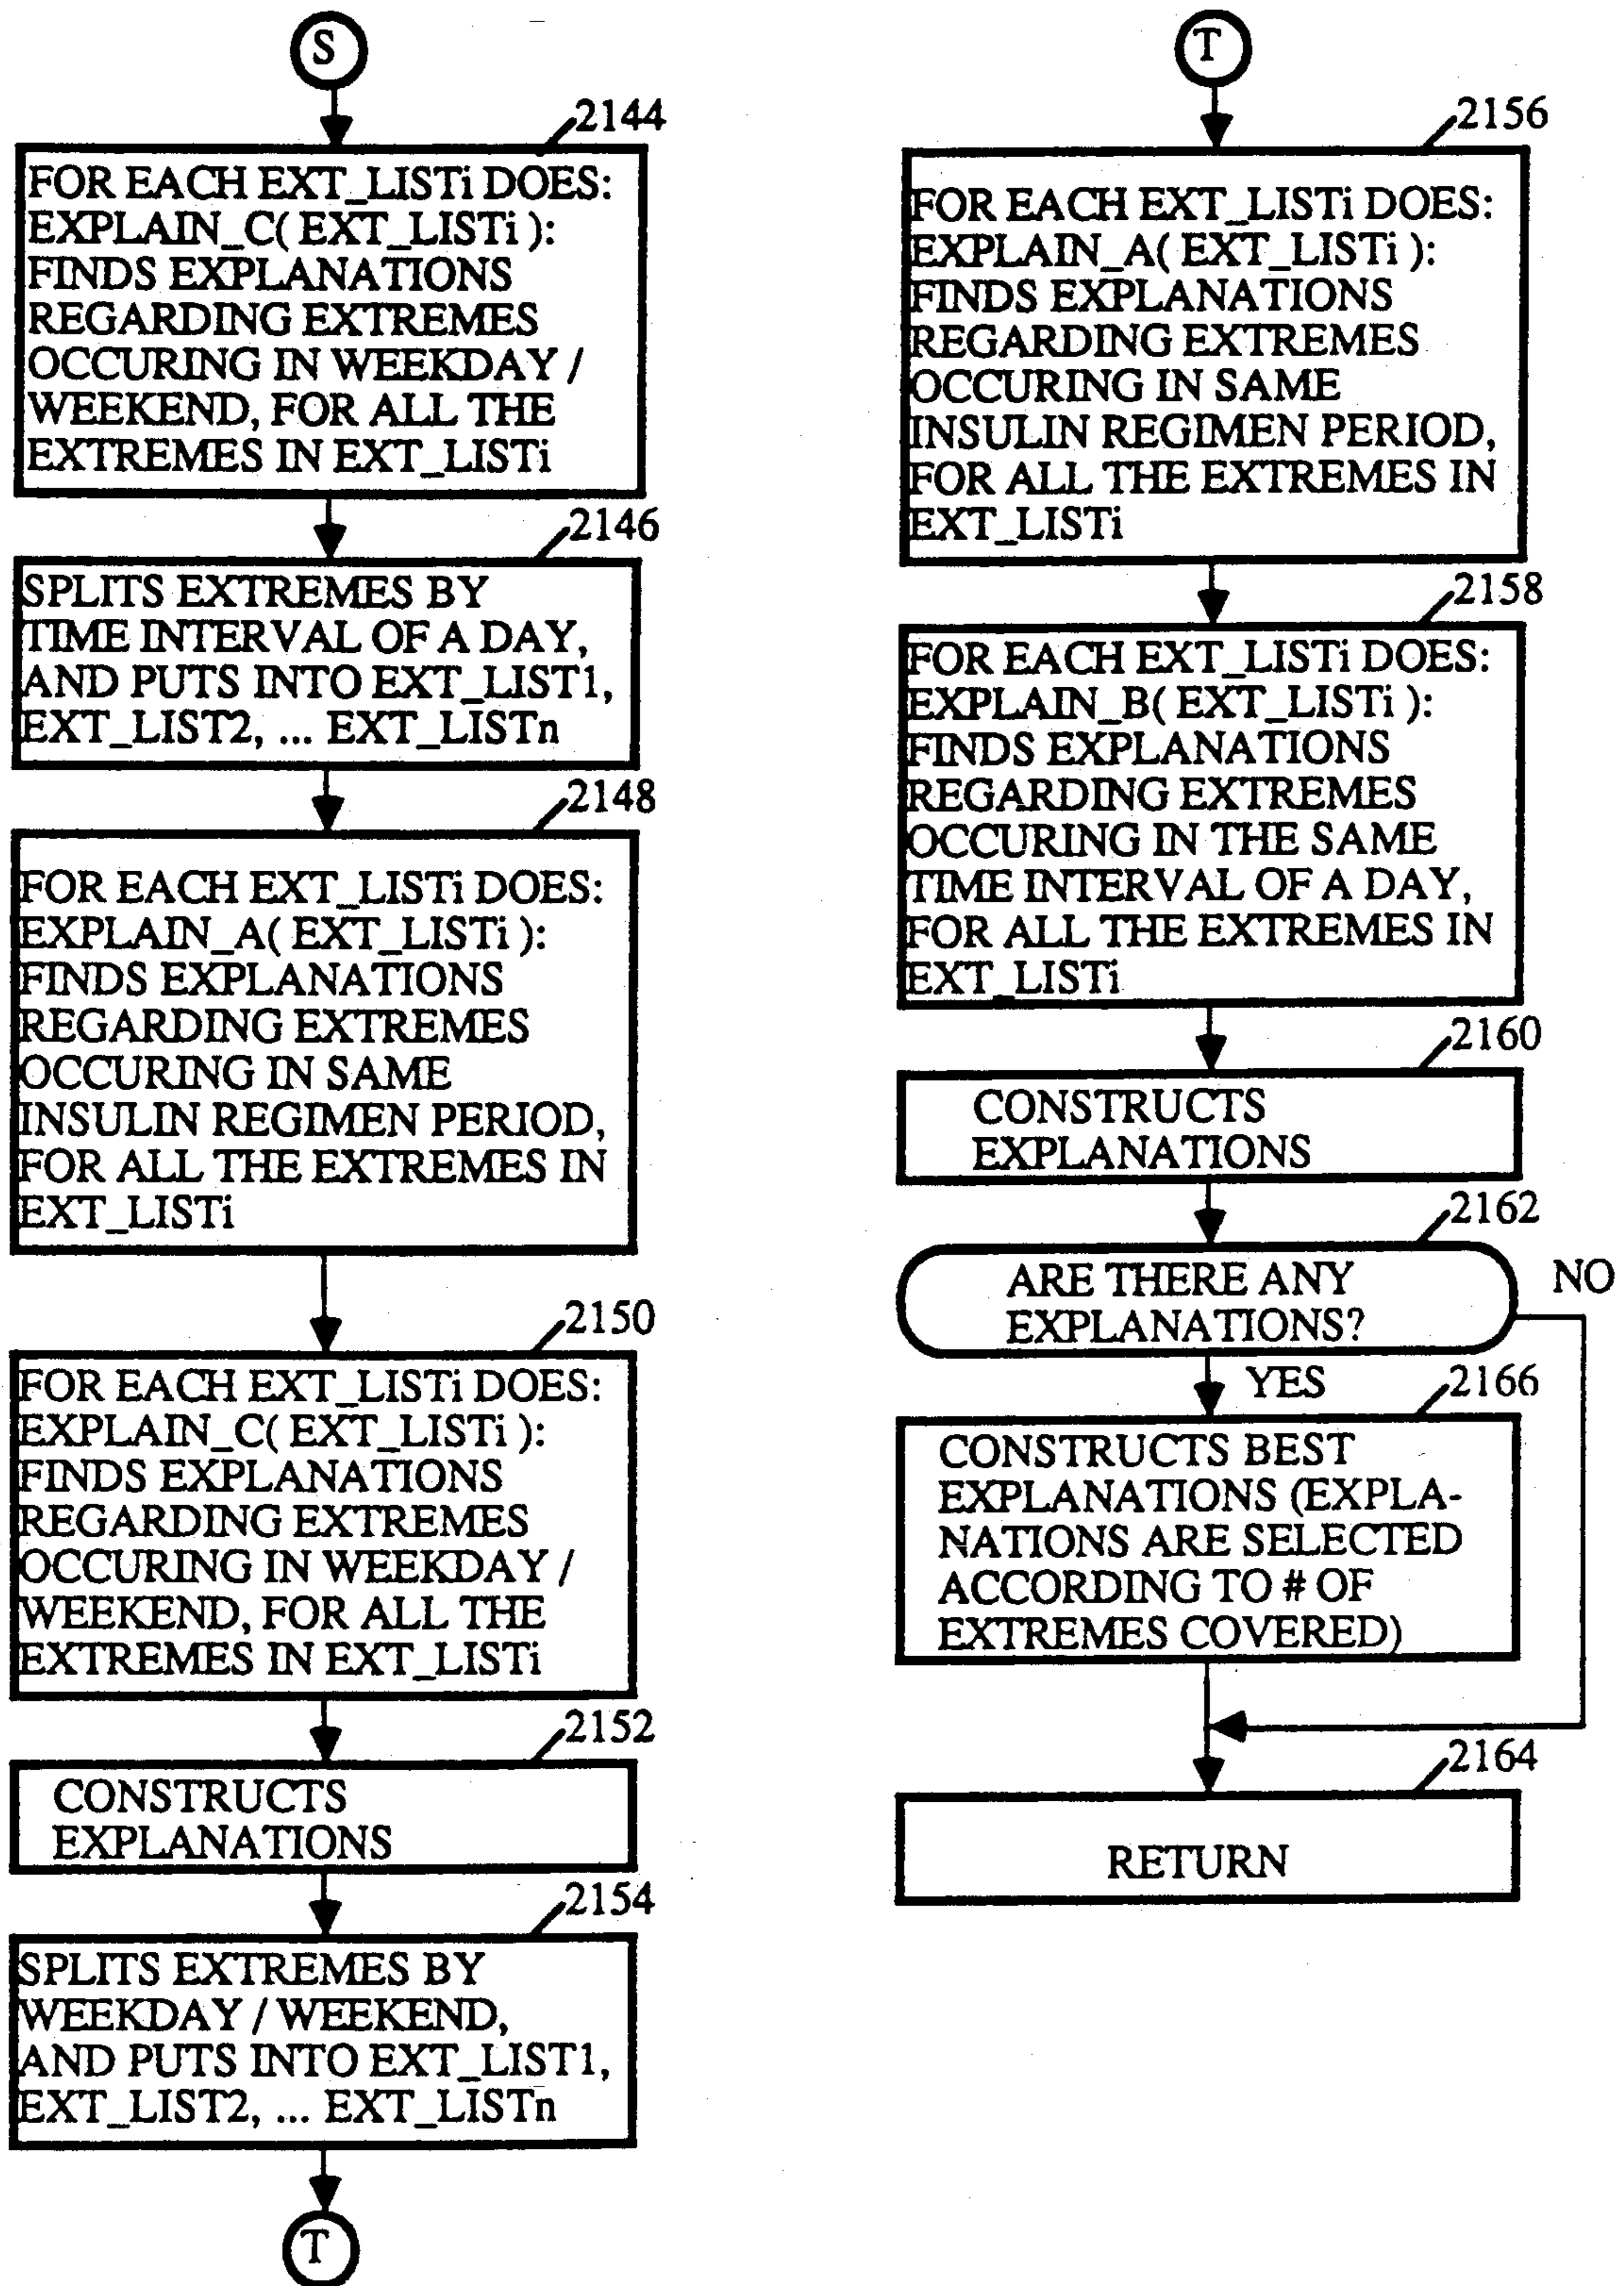 S
2144
FOR EACH EXT_LISTi DOES:
EXPLAIN_C( EXT_LISTi ):
FINDS EXPLANATIONS
REGARDING EXTREMES
OCCURING IN WEEKDAY /
WEEKEND, FOR ALL THE
EXTREMES IN EXT_LISTi
2146
SPLITS EXTREMES BY
TIME INTERVAL OF A DAY,
AND PUTS INTO EXT_LIST1,
EXT_LIST2, ... EXT_LISTn
2148
FOR EACH EXT_LISTi DOES:
EXPLAIN_A( EXT_LISTi ):
FINDS EXPLANATIONS
REGARDING EXTREMES
OCCURING IN SAME
INSULIN REGIMEN PERIOD,
FOR ALL THE EXTREMES IN
EXT_LISTi
2150
FOR EACH EXT_LISTi DOES:
EXPLAIN_C( EXT_LISTi ):
FINDS EXPLANATIONS
REGARDING EXTREMES
OCCURING IN WEEKDAY /
WEEKEND, FOR ALL THE
EXTREMES IN EXT_LISTi
2152
CONSTRUCTS
EXPLANATIONS
2154
SPLITS EXTREMES BY
WEEKDAY / WEEKEND,
AND PUTS INTO EXT_LIST1,
EXT_LIST2, ... EXT_LISTn
T
T
2156
FOR EACH EXT_LISTi DOES:
EXPLAIN_A( EXT_LISTi ):
FINDS EXPLANATIONS
REGARDING EXTREMES
OCCURING IN SAME
INSULIN REGIMEN PERIOD,
FOR ALL THE EXTREMES IN
EXT_LISTi
2158
FOR EACH EXT_LISTi DOES:
EXPLAIN_B( EXT_LISTi ):
FINDS EXPLANATIONS
REGARDING EXTREMES
OCCURING IN THE SAME
TIME INTERVAL OF A DAY,
FOR ALL THE EXTREMES IN
EXT_LISTi
2160
CONSTRUCTS
EXPLANATIONS
2162
ARE THERE ANY
EXPLANATIONS?
NO
YES
2166
CONSTRUCTS BEST
EXPLANATIONS (EXPLA-
NATIONS ARE SELECTED
ACCORDING TO # OF
EXTREMES COVERED)
2164
RETURN